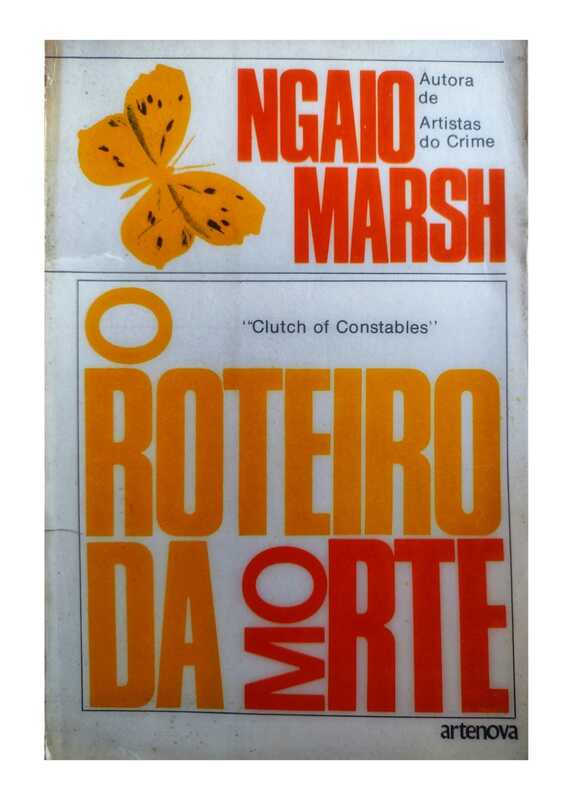 NGAIO
MARSH
Autora
de
Artistas
do Crime
"Clutch of Constables"
O
ROTEIRO
DA MORTE
artenova